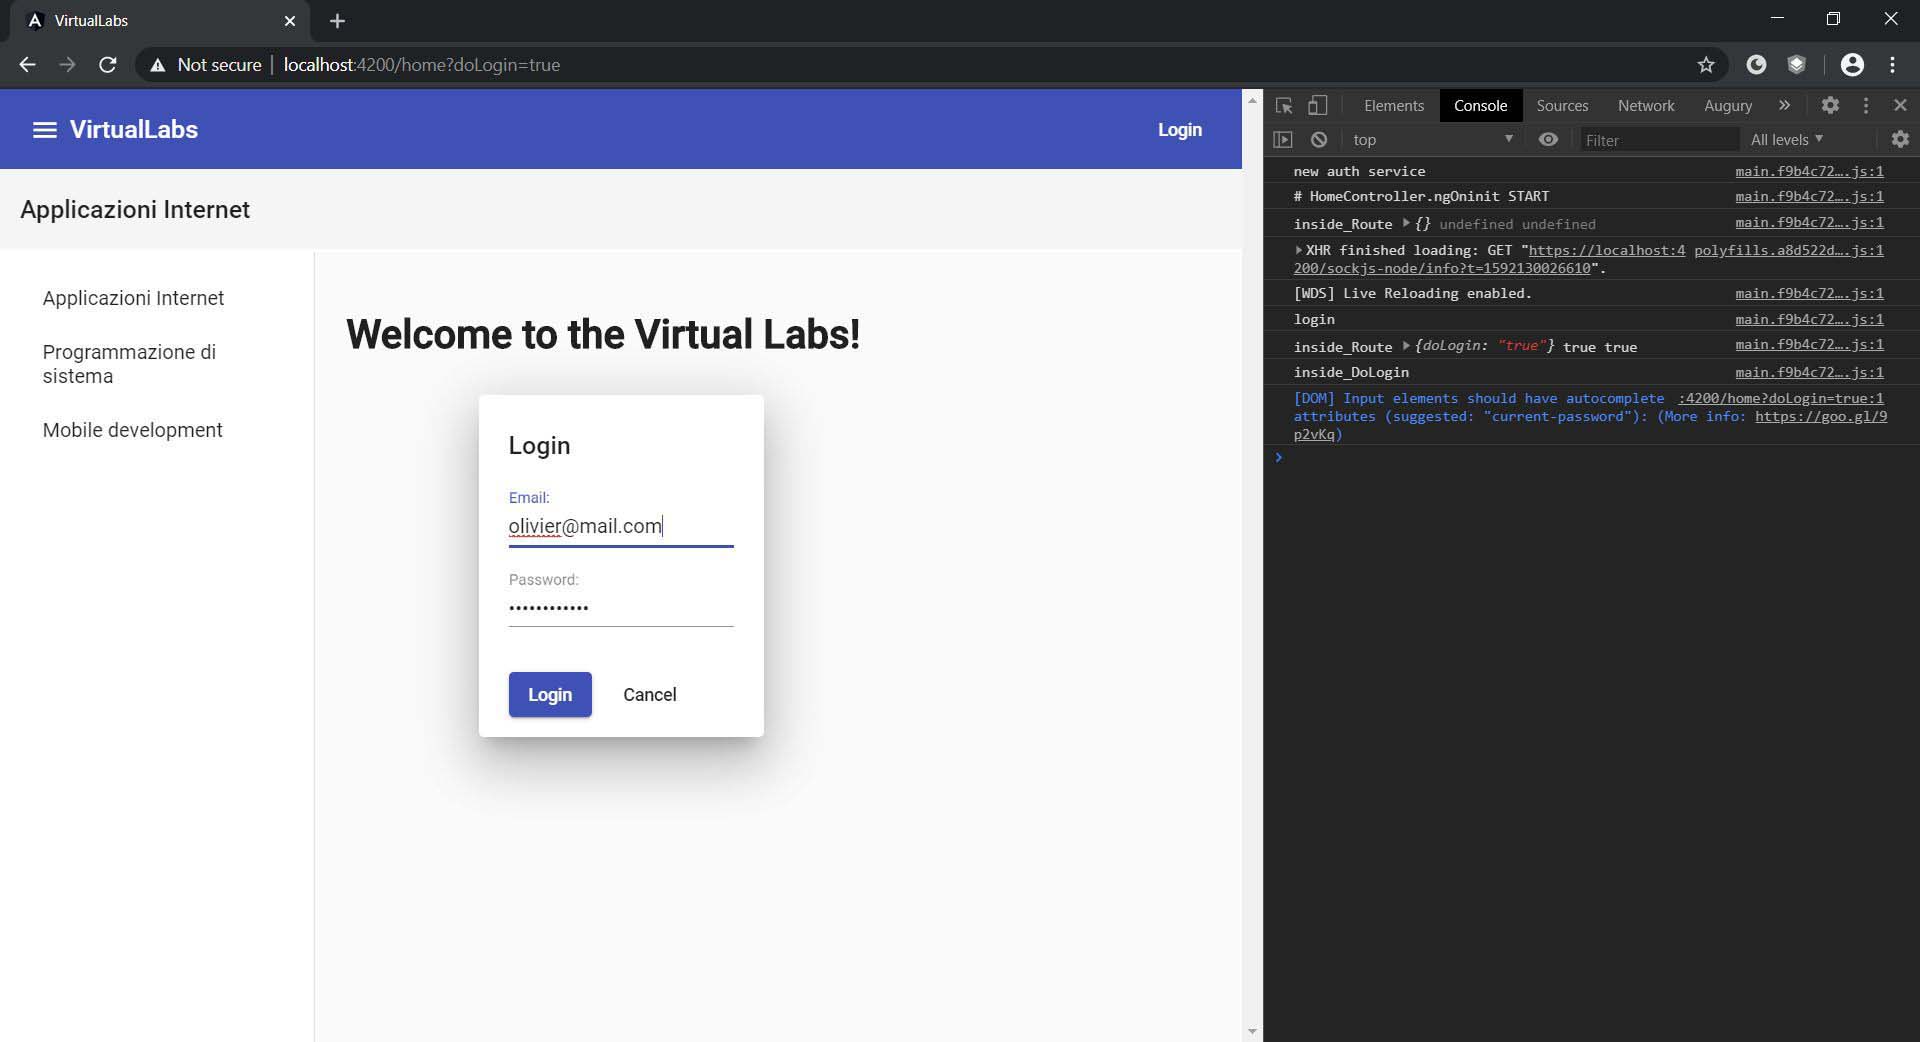 VirtualLabs
Not secure | localhost:4200/home?doLogin=true
VirtualLabs
Login
Applicazioni Internet
Applicazioni Internet
Programmazione di
sistema
Mobile development
Welcome to the Virtual Labs!
Login
Email:
olivier@mail.com
Password:
••••••••••••
Login
Cancel
Elements Console Sources Network Augury »
top Filter All levels
new auth service main.f9b4c72….js:1
# HomeController.ngOninit START main.f9b4c72….js:1
inside_Route {} undefined undefined main.f9b4c72….js:1
XHR finished loading: GET "https://localhost:4 polyfills.a8d522d….js:1
200/sockjs-node/info?t=1592130026610".
[WDS] Live Reloading enabled. main.f9b4c72….js:1
login main.f9b4c72….js:1
inside_Route {doLogin: "true"} true true main.f9b4c72….js:1
inside_DoLogin main.f9b4c72….js:1
[DOM] Input elements should have autocomplete :4200/home?doLogin=true:1
attributes (suggested: "current-password"): (More info: https://goo.gl/9
p2vKq)